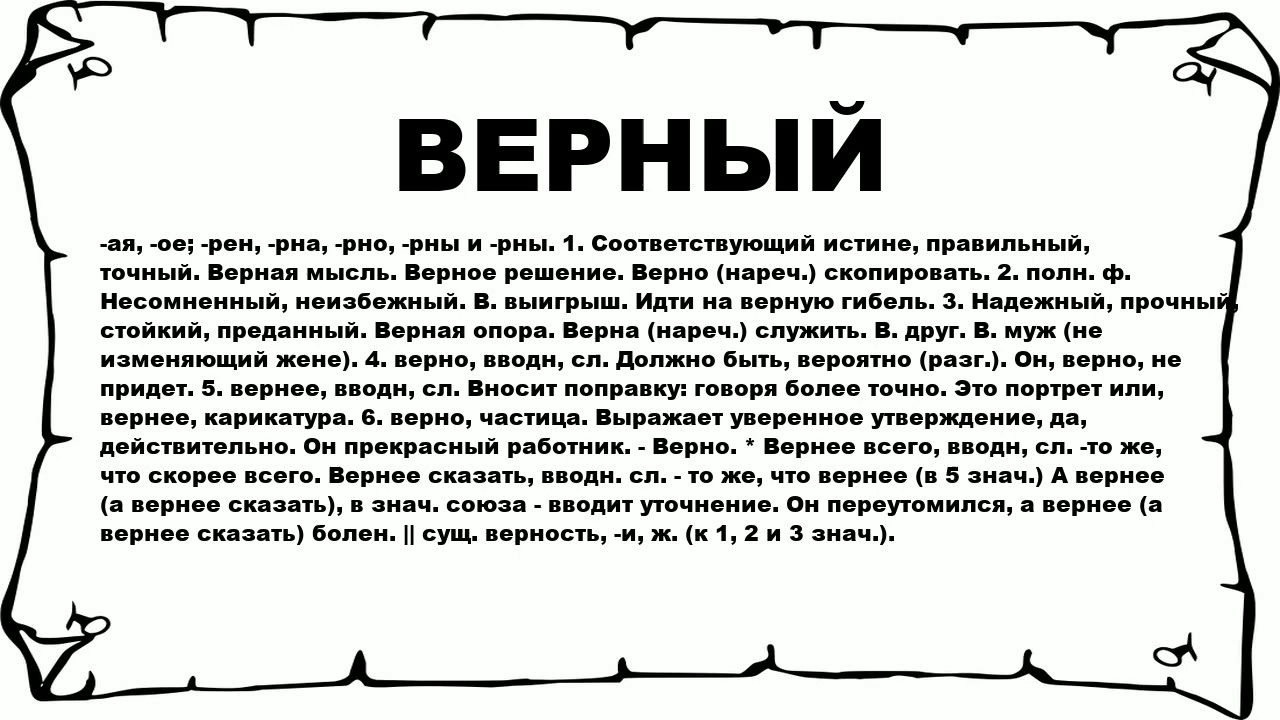 ВЕРНЫЙ
-ая, -ое; -рен, -рна, -рно, -рны и -рны. 1. Соответствующий истине, правильный,
точный. Верная мысль. Верное решение. Верно (нареч.) скопировать. 2. полн. ф.
Несомненный, неизбежный. В. выигрыш. Идти на верную гибель. 3. Надежный, прочный,
стойкий, преданный. Верная опора. Верна (нареч.) служить. В. друг. В. муж (не
изменяющий жене). 4. верно, вводн, сл. Должно быть, вероятно (разг.). Он, верно, не
придет. 5. вернее, вводн, сл. Вносит поправку: говоря более точно. Это портрет или,
вернее, карикатура. 6. верно, частица. Выражает уверенное утверждение, да,
действительно. Он прекрасный работник. - Верно. * Вернее всего, вводн, сл. -то же,
что скорее всего. Вернее сказать, вводн. сл. - то же, что вернее (в 5 знач.) А вернее
(а вернее сказать), в знач. союза - вводит уточнение. Он переутомился, а вернее (а
вернее сказать) болен. || сущ. верность, -и, ж. (к 1, 2 и 3 знач.).